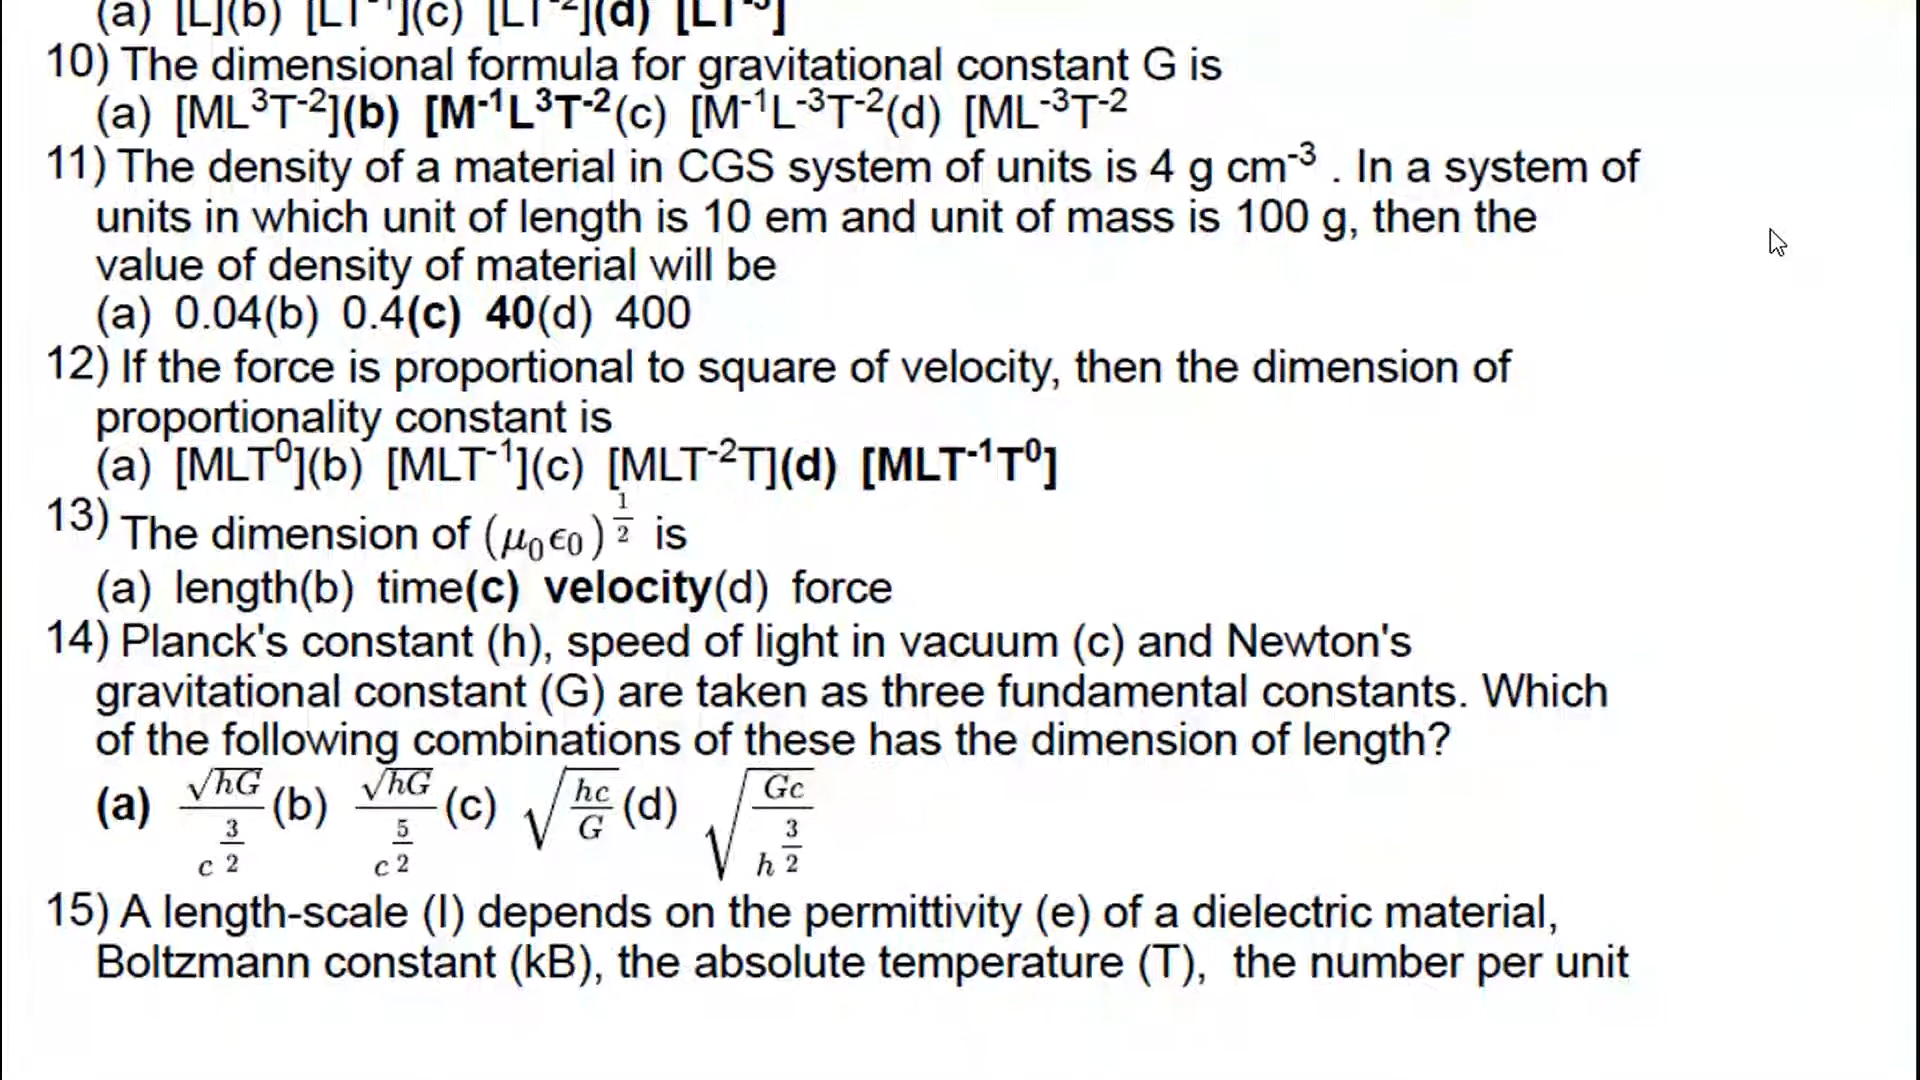 (a) [L](b) [LT⁻¹](c) [LT⁻²](d) [LT⁻³]
10) The dimensional formula for gravitational constant G is
(a) [ML³T⁻²](b) [M⁻¹L³T⁻²(c) [M⁻¹L⁻³T⁻²(d) [ML⁻³T⁻²
11) The density of a material in CGS system of units is 4 g cm⁻³ . In a system of
units in which unit of length is 10 em and unit of mass is 100 g, then the
value of density of material will be
(a) 0.04(b) 0.4(c) 40(d) 400
12) If the force is proportional to square of velocity, then the dimension of
proportionality constant is
(a) [MLT⁰](b) [MLT⁻¹](c) [MLT⁻²T](d) [MLT⁻¹T⁰]
13) The dimension of (μ₀ϵ₀)^(1/2) is
(a) length(b) time(c) velocity(d) force
14) Planck's constant (h), speed of light in vacuum (c) and Newton's
gravitational constant (G) are taken as three fundamental constants. Which
of the following combinations of these has the dimension of length?
(a) √hG/c^(3/2) (b) √hG/c^(5/2) (c) √(hc/G) (d) √(Gc/h^(3/2))
15) A length-scale (l) depends on the permittivity (e) of a dielectric material,
Boltzmann constant (kB), the absolute temperature (T), the number per unit